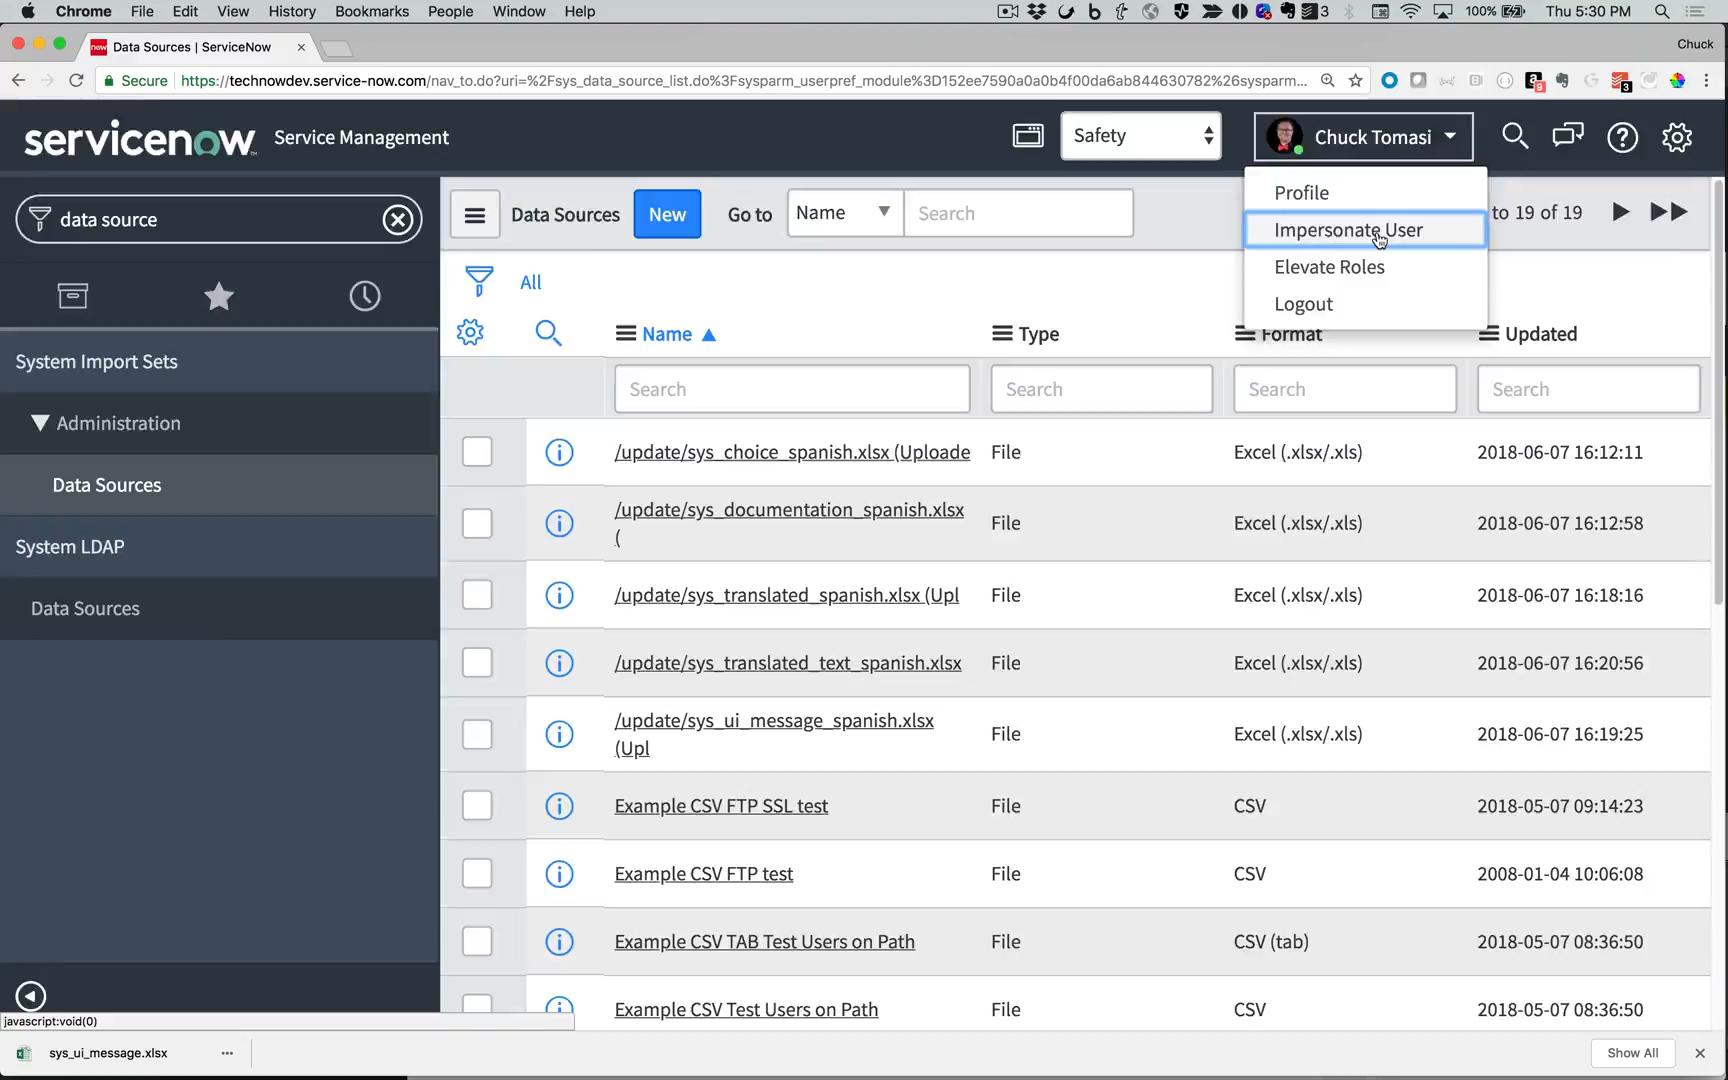 Chrome File Edit View History Bookmarks People Window Help 3 100% Thu 5:30 PM
now Data Sources | ServiceNow Chuck
Secure https://technowdev.service-now.com/nav_to.do?uri=%2Fsys_data_source_list.do%3Fsysparm_userpref_module%3D152ee7590a0a0b4f00da6ab844630782%26sysparm...
servicenow Service Management Safety Chuck Tomasi
Profile
Impersonate User
Elevate Roles
Logout
data source
Data Sources New Go to Name Search to 19 of 19
All
Name Type Format Updated
Search Search Search Search
System Import Sets
Administration
Data Sources
System LDAP
Data Sources
/update/sys_choice_spanish.xlsx (Uploade File Excel (.xlsx/.xls) 2018-06-07 16:12:11
/update/sys_documentation_spanish.xlsx
( File Excel (.xlsx/.xls) 2018-06-07 16:12:58
/update/sys_translated_spanish.xlsx (Upl File Excel (.xlsx/.xls) 2018-06-07 16:18:16
/update/sys_translated_text_spanish.xlsx File Excel (.xlsx/.xls) 2018-06-07 16:20:56
/update/sys_ui_message_spanish.xlsx
(Upl File Excel (.xlsx/.xls) 2018-06-07 16:19:25
Example CSV FTP SSL test File CSV 2018-05-07 09:14:23
Example CSV FTP test File CSV 2008-01-04 10:06:08
Example CSV TAB Test Users on Path File CSV (tab) 2018-05-07 08:36:50
Example CSV Test Users on Path File CSV 2018-05-07 08:36:50
javascript:void(0)
sys_ui_message.xlsx Show All